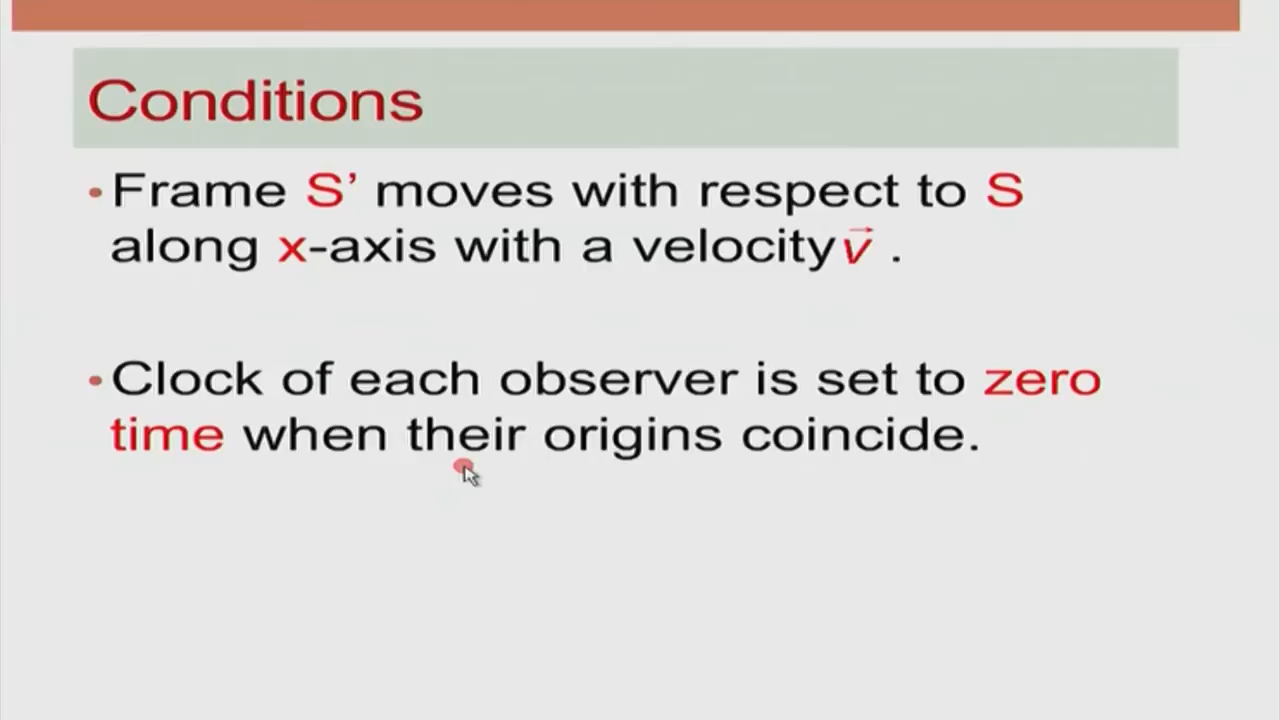 Conditions
•Frame S’ moves with respect to S
along x-axis with a velocity v⃗ .
•Clock of each observer is set to zero
time when their origins coincide.